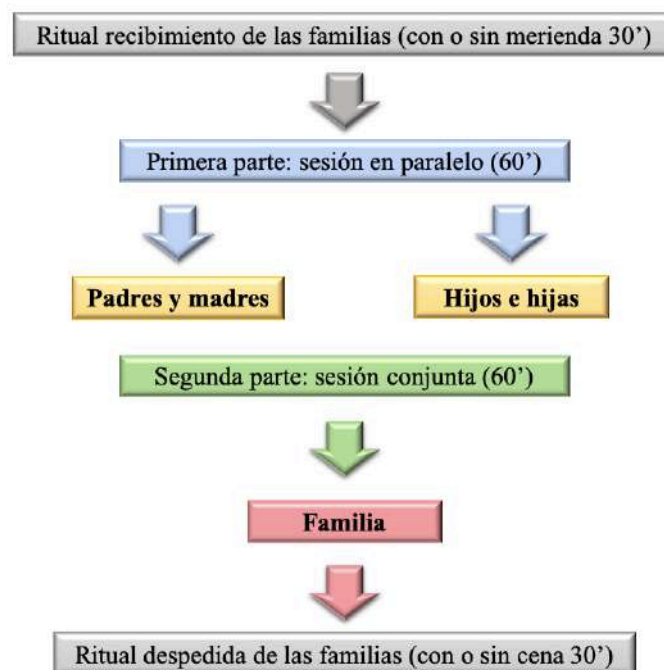 Ritual recibimiento de las familias (con o sin merienda 30’)
Primera parte: sesión en paralelo (60’)
Padres y madres
Hijos e hijas
Segunda parte: sesión conjunta (60’)
Familia
Ritual despedida de las familias (con o sin cena 30’)